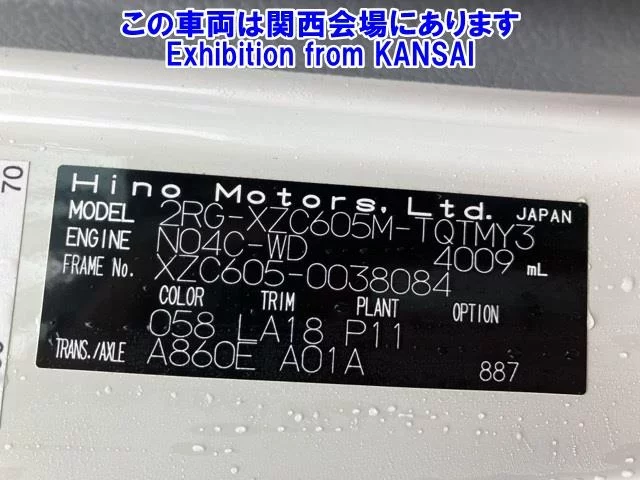 この車両は関西会場にあります
Exhibition from KANSAI
70
Hino Motors, Ltd. JAPAN
MODEL 2RG-XZC605M-TQTMY3
ENGINE N04C-WD 4009 mL
FRAME No. XZC605-0038084
COLOR TRIM PLANT OPTION
058 LA18 P11
TRANS./AXLE A860E A01A 887